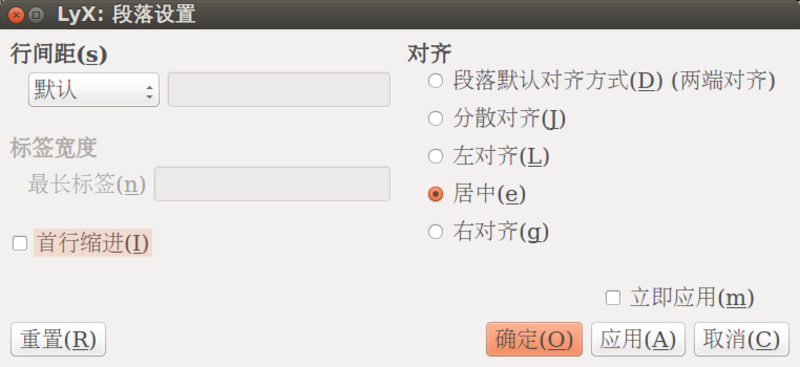 LyX: 段落设置
行间距(s)
默认
标签宽度
最长标签(n)
首行缩进(I)
对齐
段落默认对齐方式(D) (两端对齐)
分散对齐(J)
左对齐(L)
居中(e)
右对齐(g)
立即应用(m)
重置(R)
确定(O)
应用(A)
取消(C)